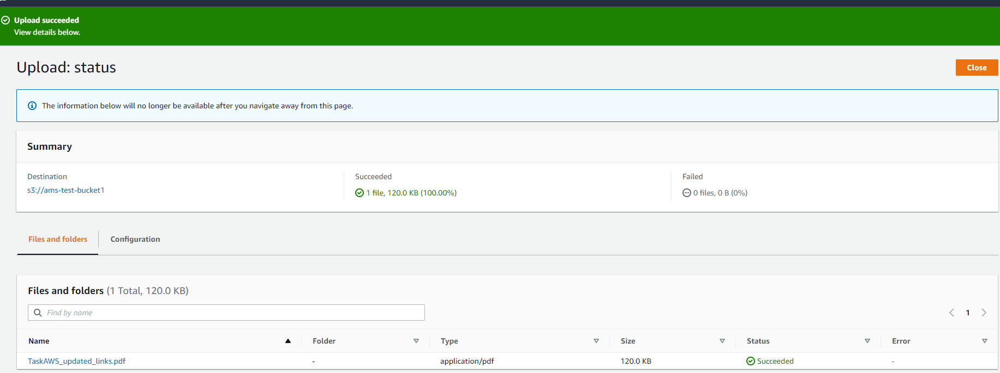 Upload succeeded
View details below.
Upload: status
Close
The information below will no longer be available after you navigate away from this page.
Summary
Destination
s3://ams-test-bucket1
Succeeded
1 file, 120.0 KB (100.00%)
Failed
0 files, 0 B (0%)
Files and folders
Configuration
Files and folders (1 Total, 120.0 KB)
Find by name
1
Name Folder Type Size Status Error
TaskAWS_updated_links.pdf - application/pdf 120.0 KB Succeeded -